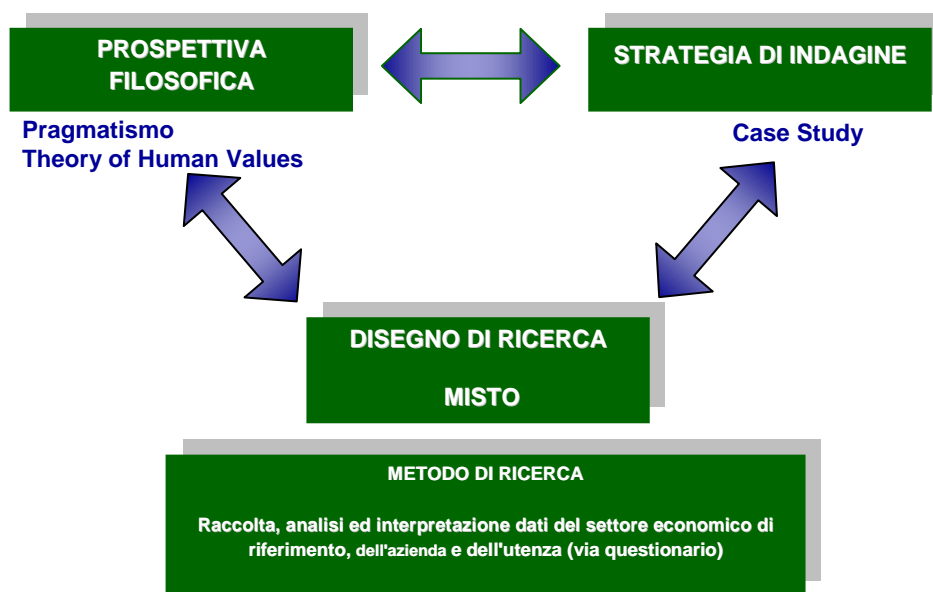 PROSPETTIVA
FILOSOFICA
STRATEGIA DI INDAGINE
Pragmatismo
Theory of Human Values
Case Study
DISEGNO DI RICERCA
MISTO
METODO DI RICERCA
Raccolta, analisi ed interpretazione dati del settore economico di
riferimento, dell'azienda e dell'utenza (via questionario)